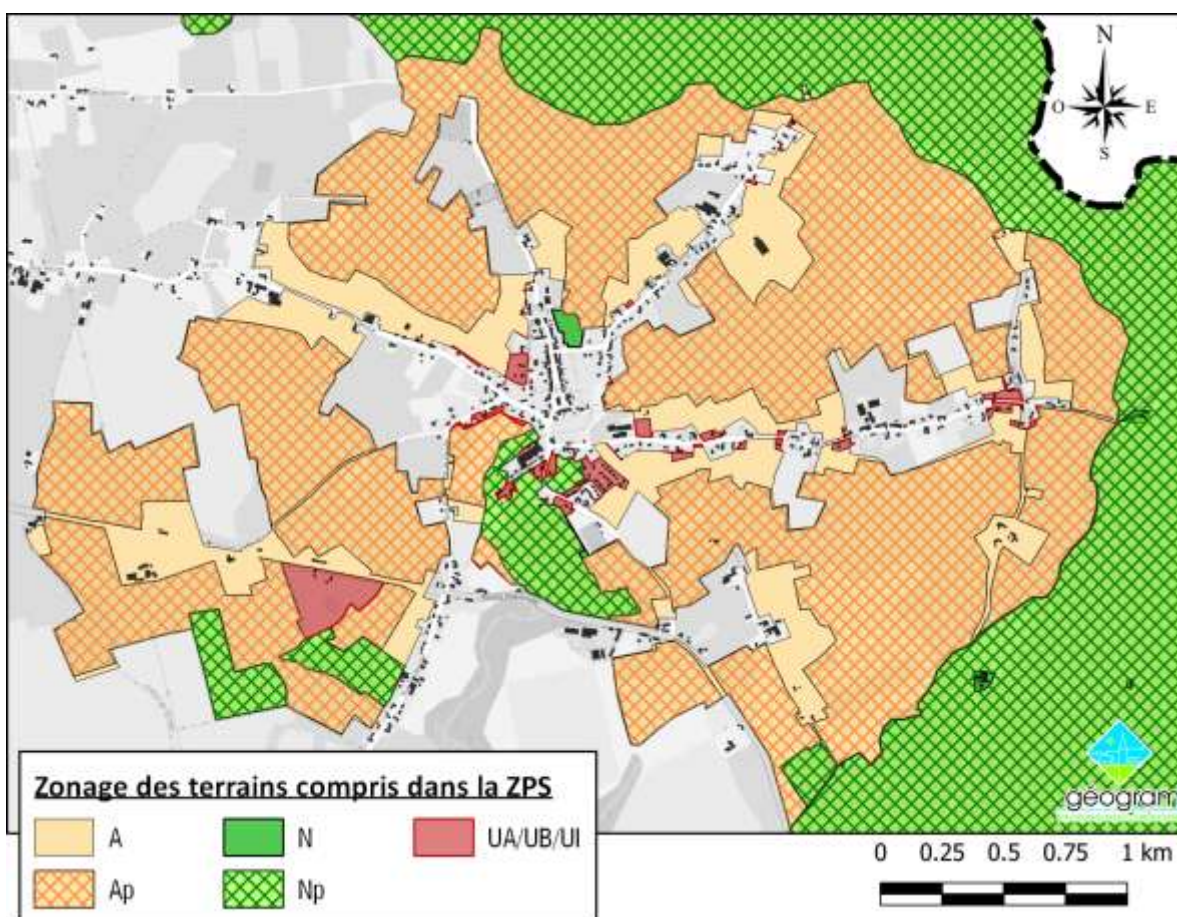 N
O
E
S
géogram
Zonage des terrains compris dans la ZPS
A
N
UA/UB/UI
Ap
Np
0 0.25 0.5 0.75 1 km